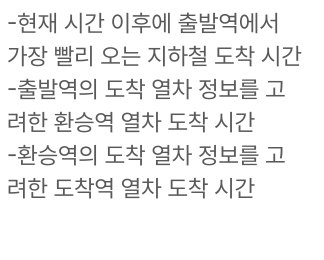 -현재 시간 이후에 출발역에서
가장 빨리 오는 지하철 도착 시간
-출발역의 도착 열차 정보를 고
려한 환승역 열차 도착 시간
-환승역의 도착 열차 정보를 고
려한 도착역 열차 도착 시간